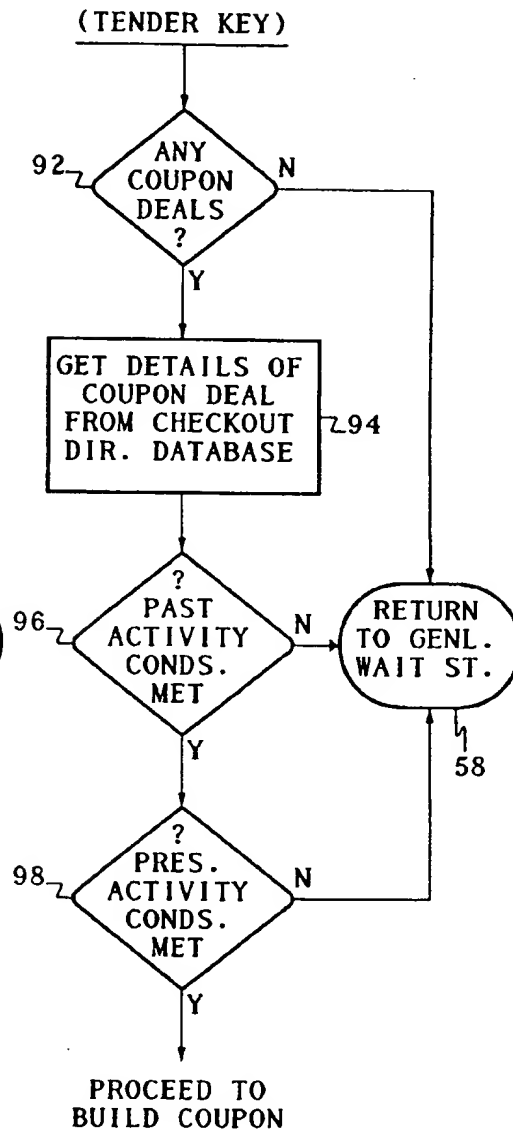 (TENDER KEY)
92
ANY
COUPON
DEALS
?
N
Y
GET DETAILS OF
COUPON DEAL
FROM CHECKOUT
DIR. DATABASE
94
96
?
PAST
ACTIVITY
CONDS.
MET
N
Y
RETURN
TO GENL.
WAIT ST.
58
98
?
PRES.
ACTIVITY
CONDS.
MET
N
Y
PROCEED TO
BUILD COUPON